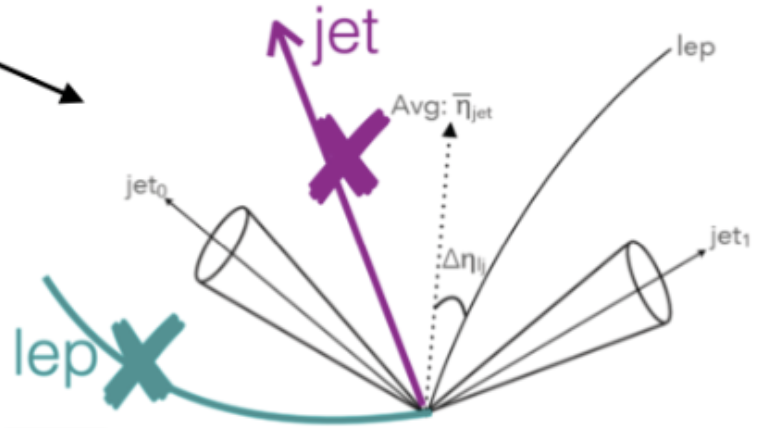 jet
lep
Avg: η̅jet
jet₀
jet₁
Δηlj
lep